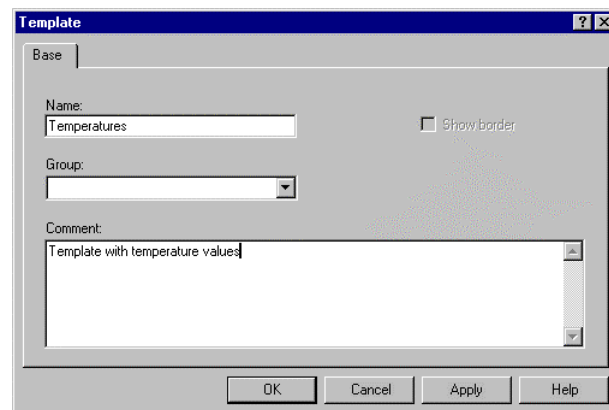 Template
Base
Name:
Temperatures
Show border
Group:
Comment:
Template with temperature values
OK Cancel Apply Help